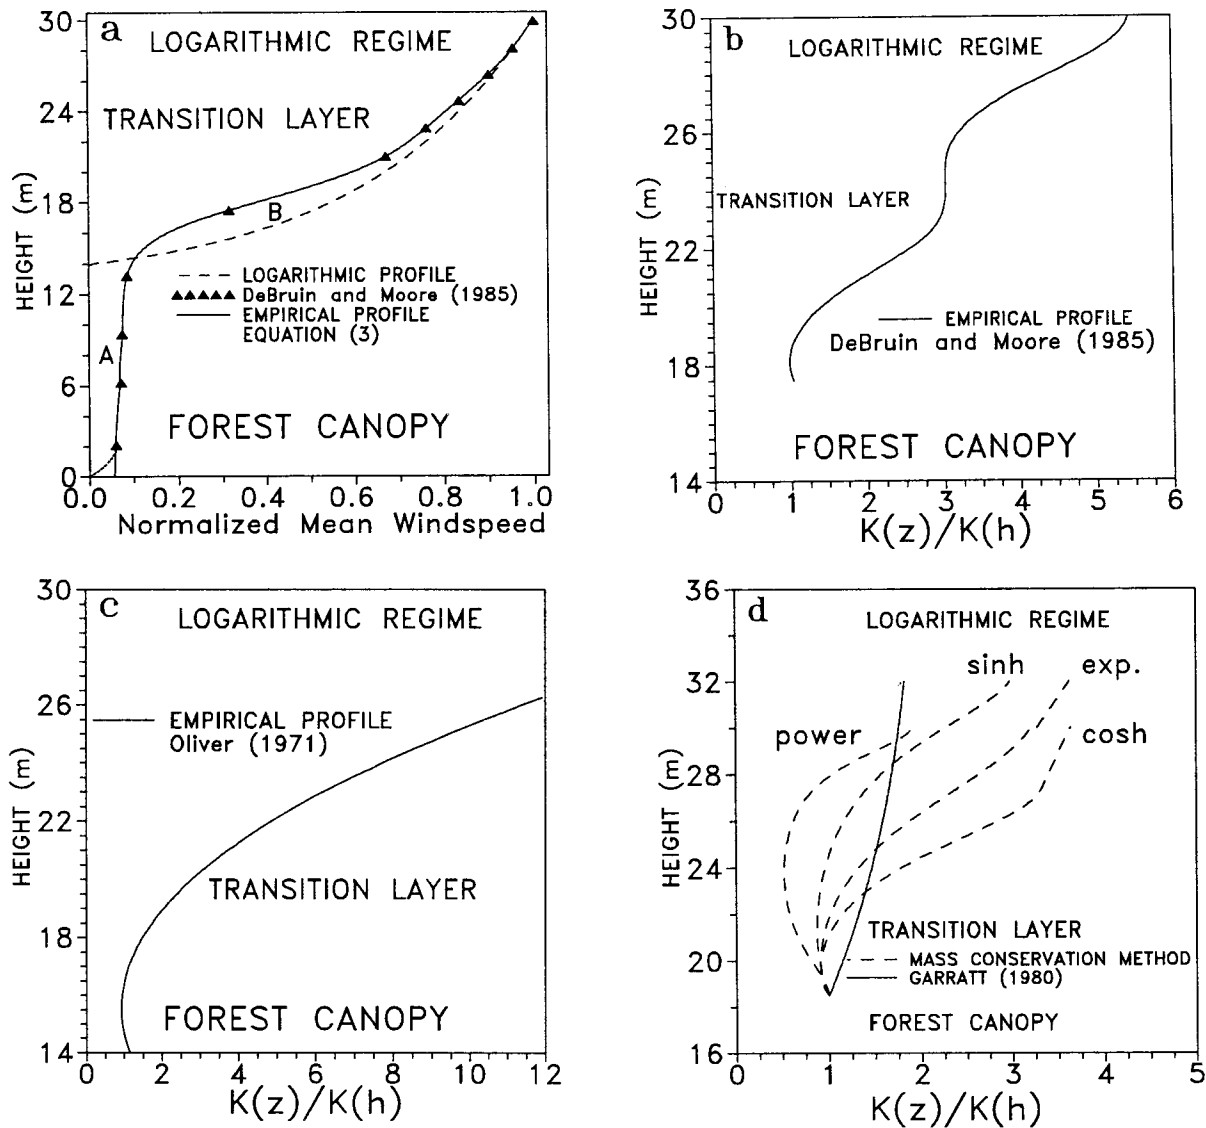 a
LOGARITHMIC REGIME
TRANSITION LAYER
B
LOGARITHMIC PROFILE
DeBruin and Moore (1985)
EMPIRICAL PROFILE
EQUATION (3)
A
FOREST CANOPY
HEIGHT (m)
30
24
18
12
6
0
0.0 0.2 0.4 0.6 0.8 1.0
Normalized Mean Windspeed
b
LOGARITHMIC REGIME
TRANSITION LAYER
EMPIRICAL PROFILE
DeBruin and Moore (1985)
FOREST CANOPY
HEIGHT (m)
30
26
22
18
14
0 1 2 3 4 5 6
K(z)/K(h)
c
LOGARITHMIC REGIME
EMPIRICAL PROFILE
Oliver (1971)
TRANSITION LAYER
FOREST CANOPY
HEIGHT (m)
30
26
22
18
14
0 2 4 6 8 10 12
K(z)/K(h)
d
LOGARITHMIC REGIME
sinh exp.
power cosh
TRANSITION LAYER
MASS CONSERVATION METHOD
GARRATT (1980)
FOREST CANOPY
HEIGHT (m)
36
32
28
24
20
16
0 1 2 3 4 5
K(z)/K(h)